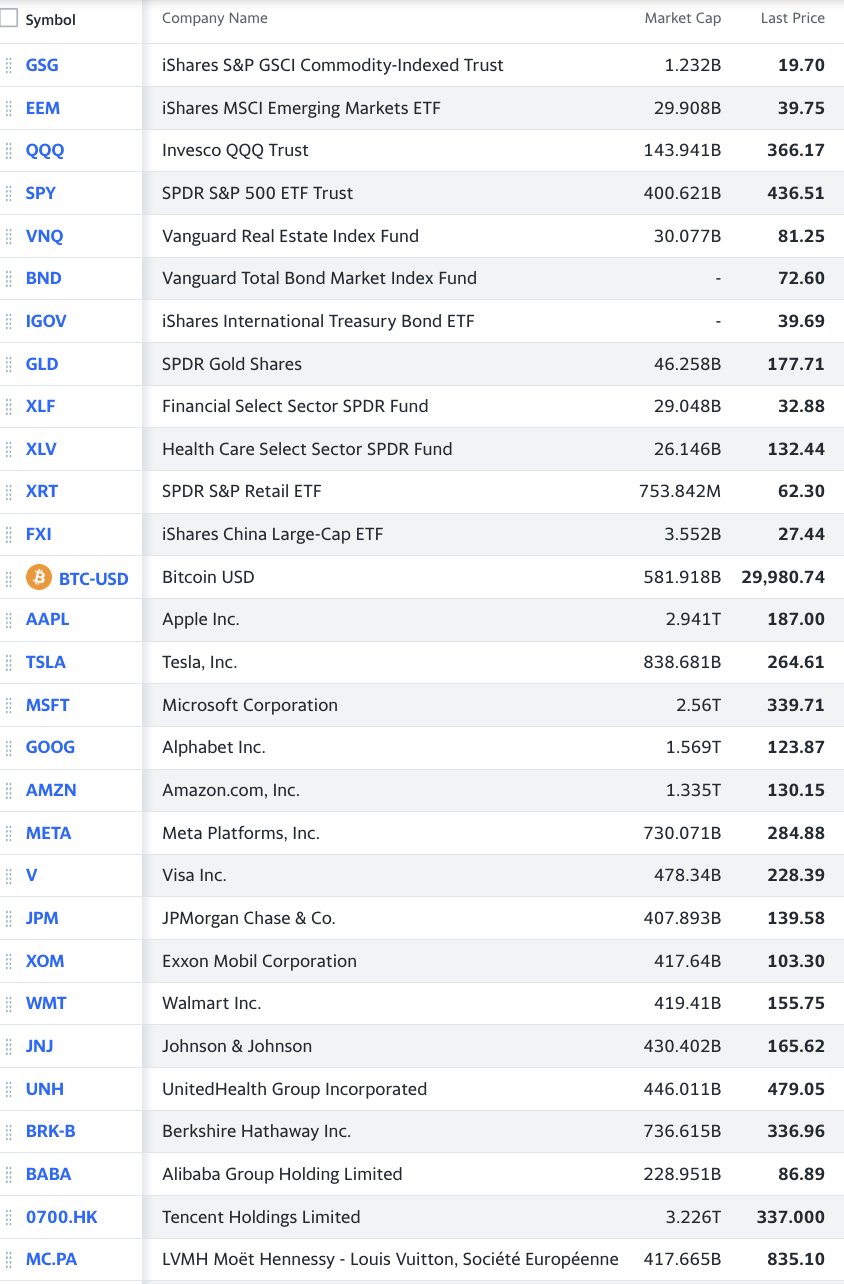 Symbol Company Name Market Cap Last Price
GSG iShares S&P GSCI Commodity-Indexed Trust 1.232B 19.70
EEM iShares MSCI Emerging Markets ETF 29.908B 39.75
QQQ Invesco QQQ Trust 143.941B 366.17
SPY SPDR S&P 500 ETF Trust 400.621B 436.51
VNQ Vanguard Real Estate Index Fund 30.077B 81.25
BND Vanguard Total Bond Market Index Fund - 72.60
IGOV iShares International Treasury Bond ETF - 39.69
GLD SPDR Gold Shares 46.258B 177.71
XLF Financial Select Sector SPDR Fund 29.048B 32.88
XLV Health Care Select Sector SPDR Fund 26.146B 132.44
XRT SPDR S&P Retail ETF 753.842M 62.30
FXI iShares China Large-Cap ETF 3.552B 27.44
BTC-USD Bitcoin USD 581.918B 29,980.74
AAPL Apple Inc. 2.941T 187.00
TSLA Tesla, Inc. 838.681B 264.61
MSFT Microsoft Corporation 2.56T 339.71
GOOG Alphabet Inc. 1.569T 123.87
AMZN Amazon.com, Inc. 1.335T 130.15
META Meta Platforms, Inc. 730.071B 284.88
V Visa Inc. 478.34B 228.39
JPM JPMorgan Chase & Co. 407.893B 139.58
XOM Exxon Mobil Corporation 417.64B 103.30
WMT Walmart Inc. 419.41B 155.75
JNJ Johnson & Johnson 430.402B 165.62
UNH UnitedHealth Group Incorporated 446.011B 479.05
BRK-B Berkshire Hathaway Inc. 736.615B 336.96
BABA Alibaba Group Holding Limited 228.951B 86.89
0700.HK Tencent Holdings Limited 3.226T 337.000
MC.PA LVMH Moët Hennessy - Louis Vuitton, Société Européenne 417.665B 835.10